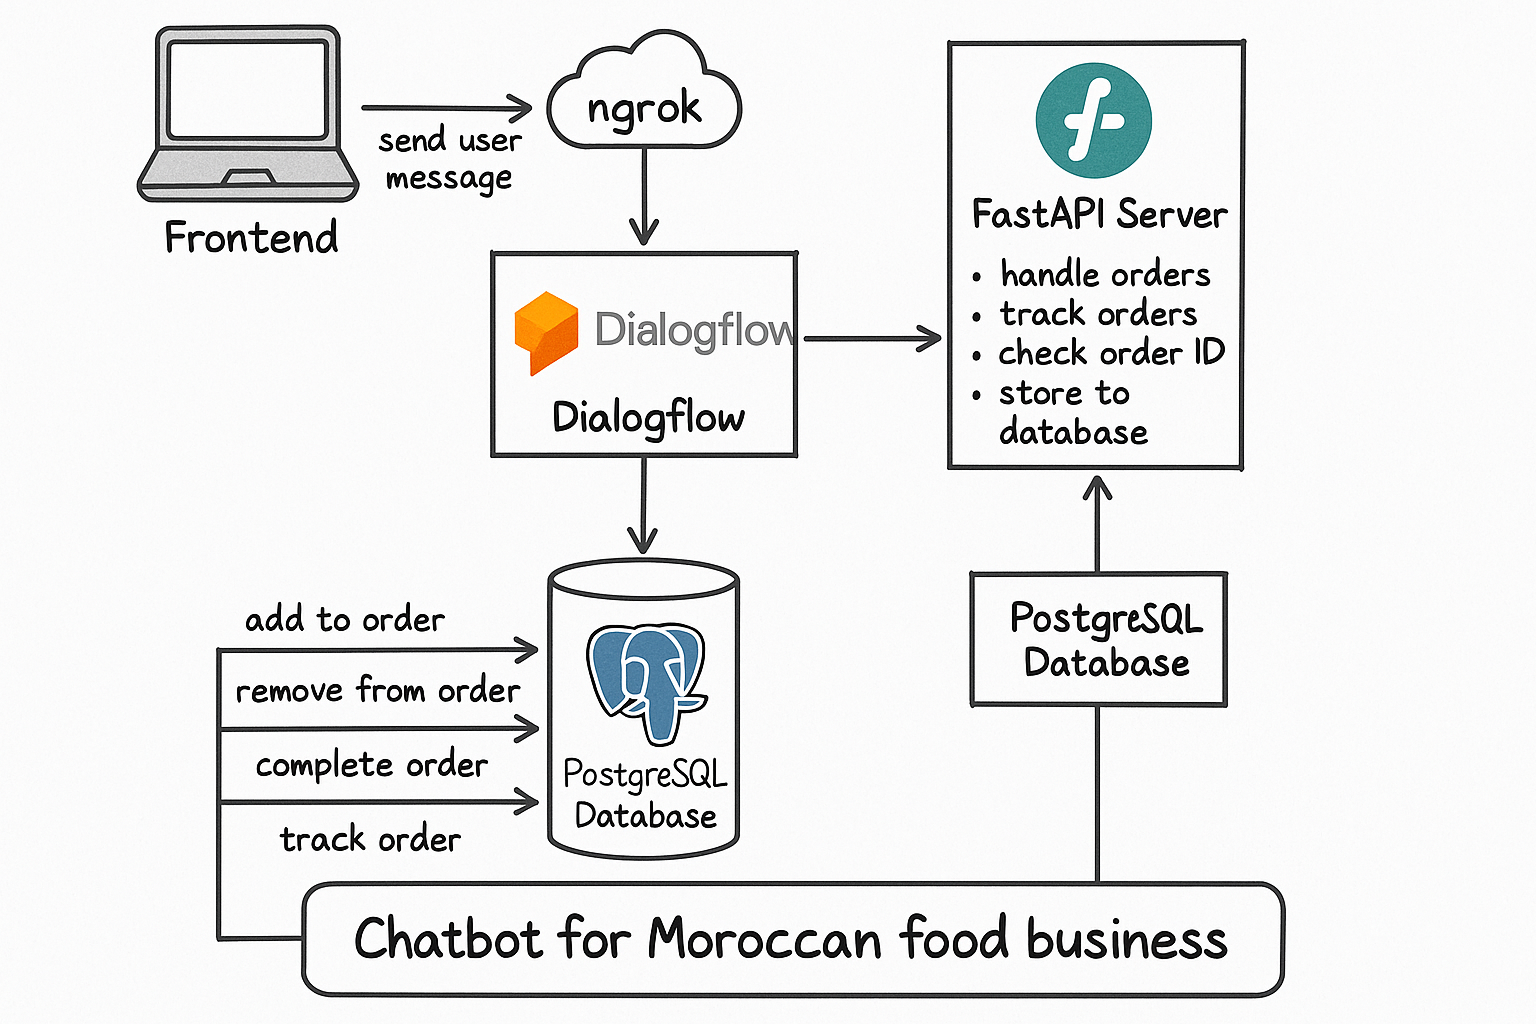 send user
message
Frontend
ngrok
Dialogflow
Dialogflow
FastAPI Server
• handle orders
• track orders
• check order ID
• store to
database
add to order
remove from order
complete order
track order
PostgreSQL
Database
PostgreSQL
Database
Chatbot for Moroccan food business